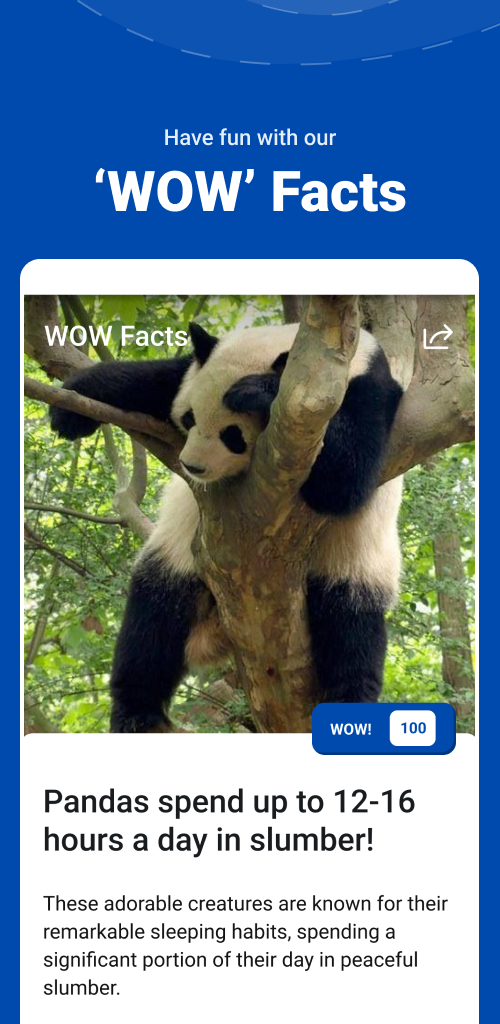 Have fun with our
‘WOW’ Facts
WOW Facts
WOW! 100
Pandas spend up to 12-16
hours a day in slumber!
These adorable creatures are known for their
remarkable sleeping habits, spending a
significant portion of their day in peaceful
slumber.